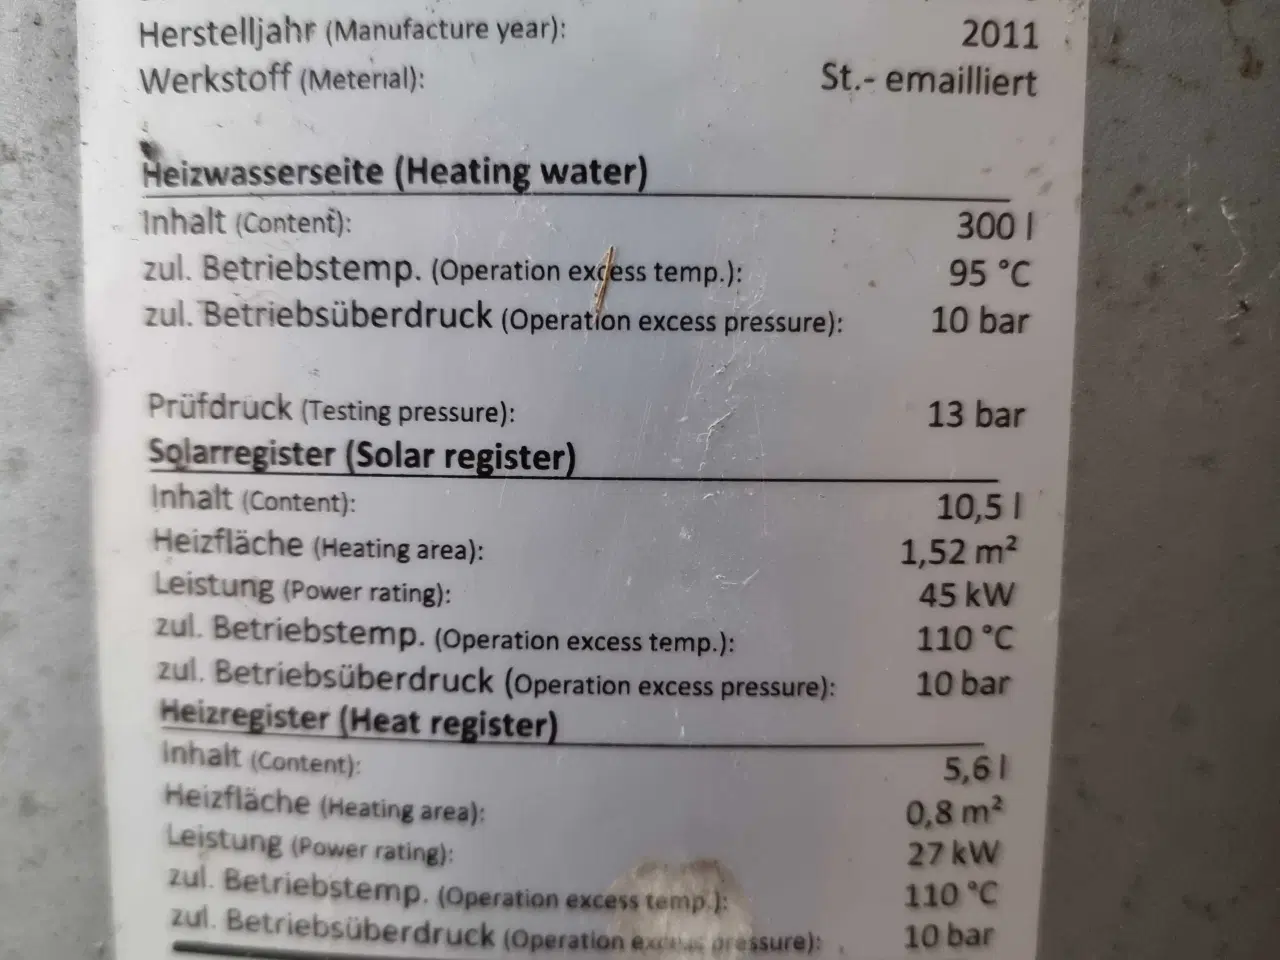 Herstelljahr (Manufacture year): 2011
Werkstoff (Meterial): St.- emailliert
Heizwasserseite (Heating water)
Inhalt (Content): 300 l
zul. Betriebstemp. (Operation excess temp.): 95 °C
zul. Betriebsüberdruck (Operation excess pressure): 10 bar
Prüfdruck (Testing pressure): 13 bar
Solarregister (Solar register)
Inhalt (Content): 10,5 l
Heizfläche (Heating area): 1,52 m²
Leistung (Power rating): 45 kW
zul. Betriebstemp. (Operation excess temp.): 110 °C
zul. Betriebsüberdruck (Operation excess pressure): 10 bar
Heizregister (Heat register)
Inhalt (Content): 5,6 l
Heizfläche (Heating area): 0,8 m²
Leistung (Power rating): 27 kW
zul. Betriebstemp. (Operation excess temp.): 110 °C
zul. Betriebsüberdruck (Operation excess pressure): 10 bar